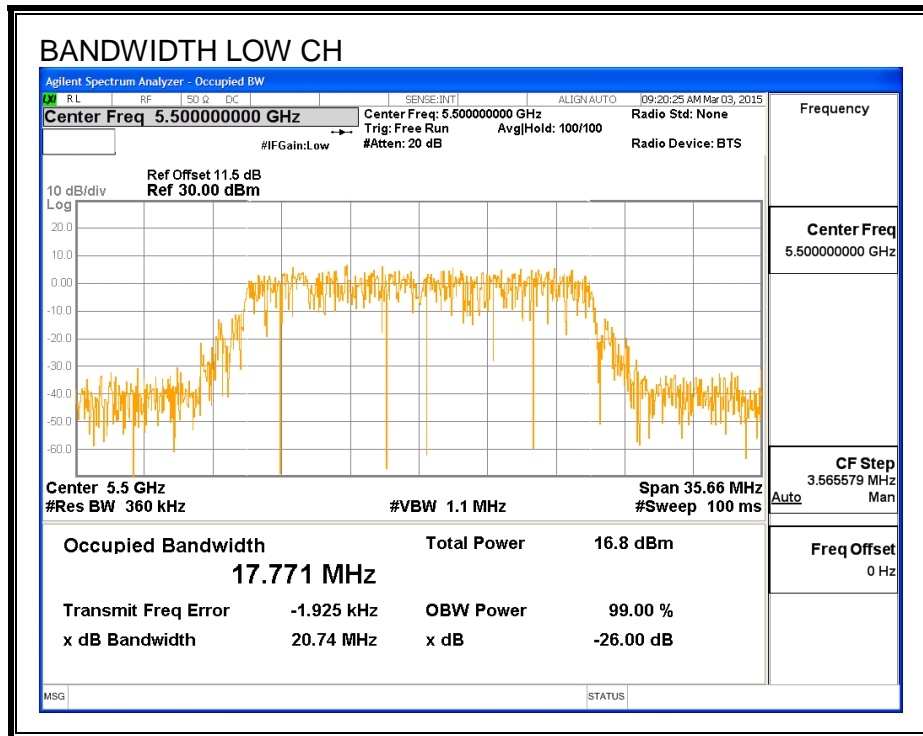 BANDWIDTH LOW CH
Agilent Spectrum Analyzer - Occupied BW
LXI RL RF 50 Ω DC SENSE:INT ALIGN AUTO 09:20:25 AM Mar 03, 2015
Center Freq 5.500000000 GHz
Center Freq: 5.500000000 GHz Radio Std: None
Trig: Free Run Avg|Hold: 100/100
#IFGain:Low #Atten: 20 dB Radio Device: BTS
Frequency
Ref Offset 11.5 dB
10 dB/div Ref 30.00 dBm
Log
20.0
10.0
0.00
-10.0
-20.0
-30.0
-40.0
-50.0
-60.0
Center 5.5 GHz Span 35.66 MHz
#Res BW 360 kHz #VBW 1.1 MHz #Sweep 100 ms
Center Freq
5.500000000 GHz
CF Step
3.565579 MHz
Auto Man
Freq Offset
0 Hz
Occupied Bandwidth Total Power 16.8 dBm
17.771 MHz
Transmit Freq Error -1.925 kHz OBW Power 99.00 %
x dB Bandwidth 20.74 MHz x dB -26.00 dB
MSG STATUS